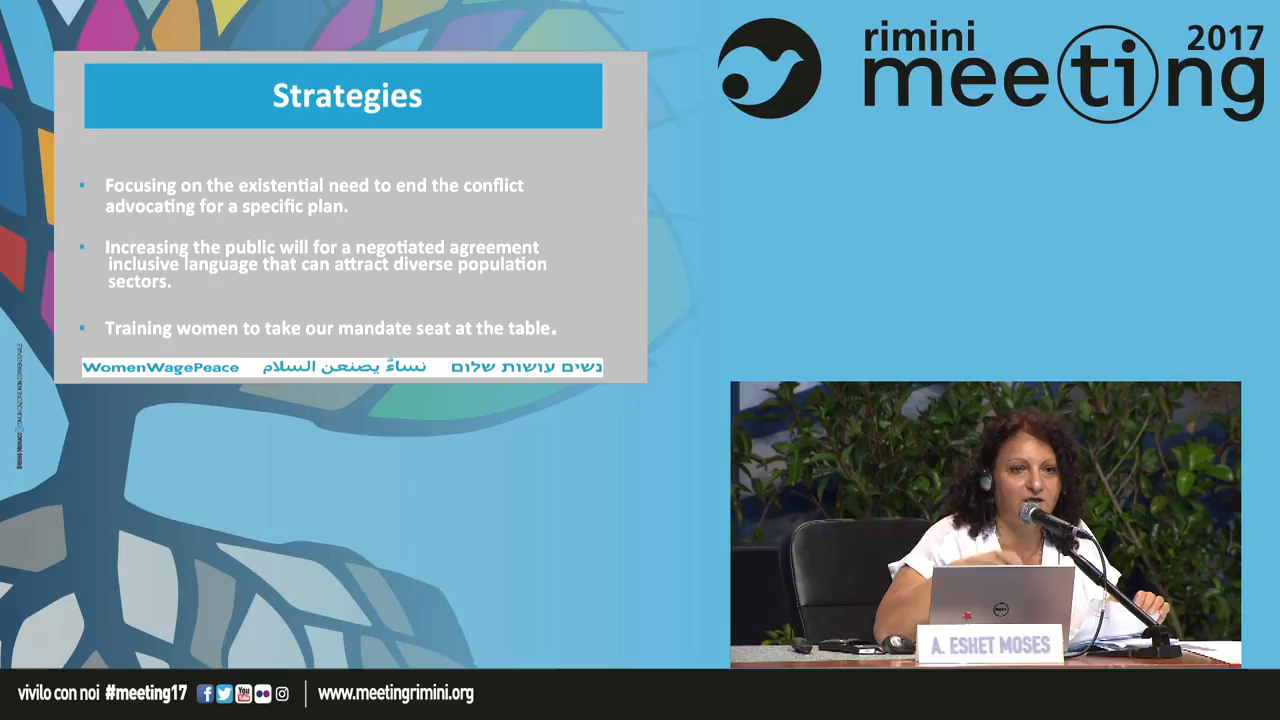 Strategies
Focusing on the existential need to end the conflict
advocating for a specific plan.
Increasing the public will for a negotiated agreement
inclusive language that can attract diverse population
sectors.
Training women to take our mandate seat at the table.
WomenWagePeace نساءٌ يصنعن السلام נשים עושות שלום
rimini 2017
meeting
DELL
A. ESHET MOSES
vivilo con noi #meeting17 You Tube www.meetingrimini.org